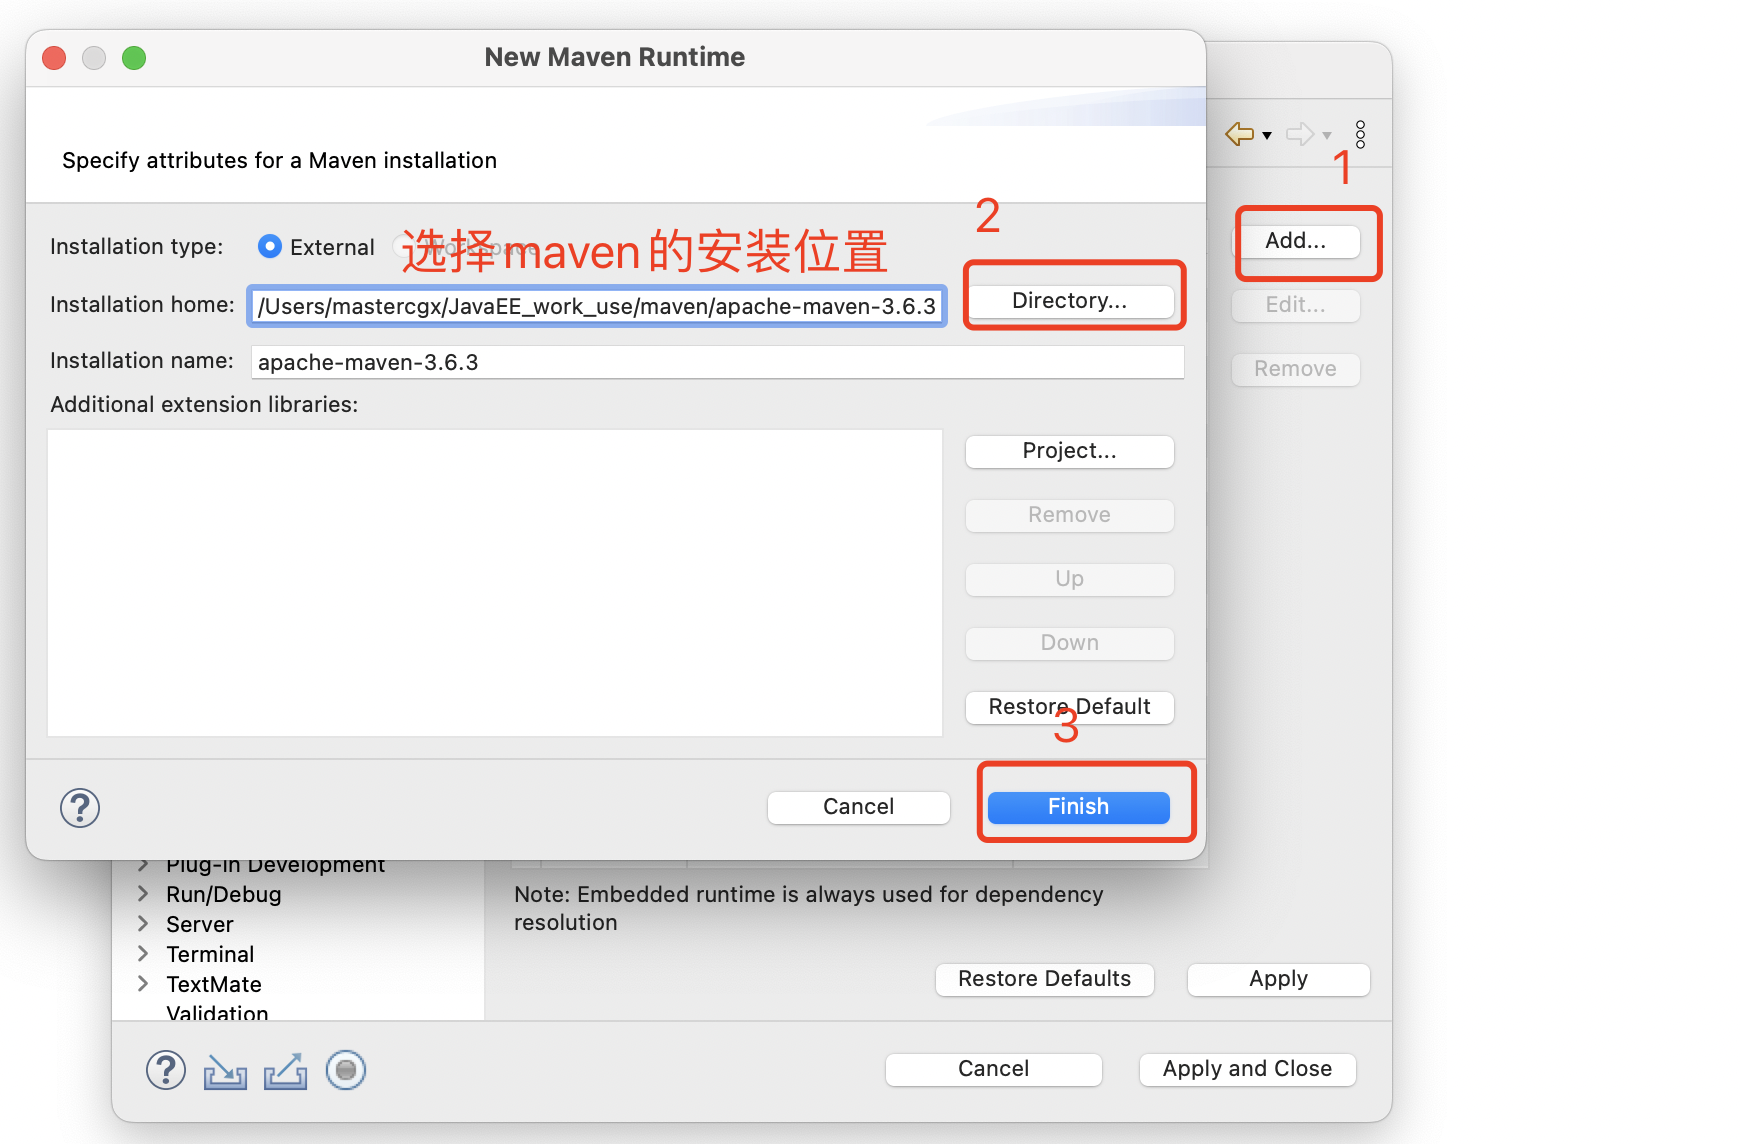 New Maven Runtime
Specify attributes for a Maven installation
1
2
Installation type: External Workspace
选择maven的安装位置
Add...
Installation home: /Users/mastercgx/JavaEE_work_use/maven/apache-maven-3.6.3 Directory...
Edit...
Installation name: apache-maven-3.6.3
Remove
Additional extension libraries:
Project...
Remove
Up
Down
Restore Default
3
? Cancel Finish
Plug-in Development
Run/Debug
Server
Terminal
TextMate
Validation
Note: Embedded runtime is always used for dependency
resolution
Restore Defaults Apply
? Cancel Apply and Close